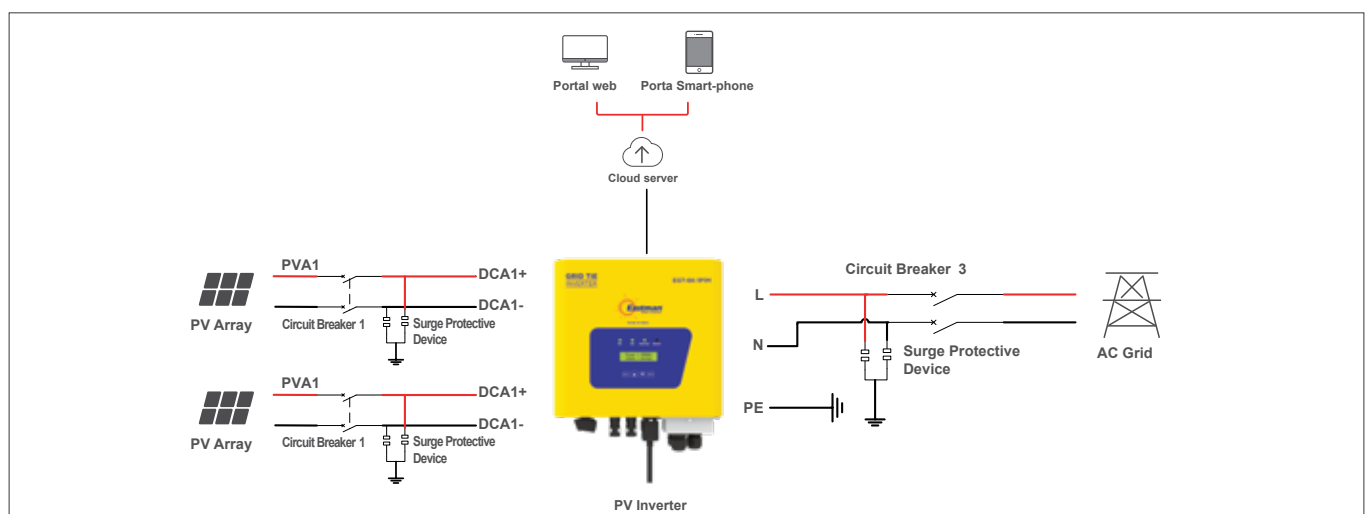 Portal web
Porta Smart-phone
Cloud server
PVA1
DCA1+
DCA1-
PV Array
Circuit Breaker 1
Surge Protective
Device
PVA1
DCA1+
DCA1-
PV Array
Circuit Breaker 1
Surge Protective
Device
GRID TIE
INVERTER
PV Inverter
Circuit Breaker 3
L
N
Surge Protective
Device
AC Grid
PE